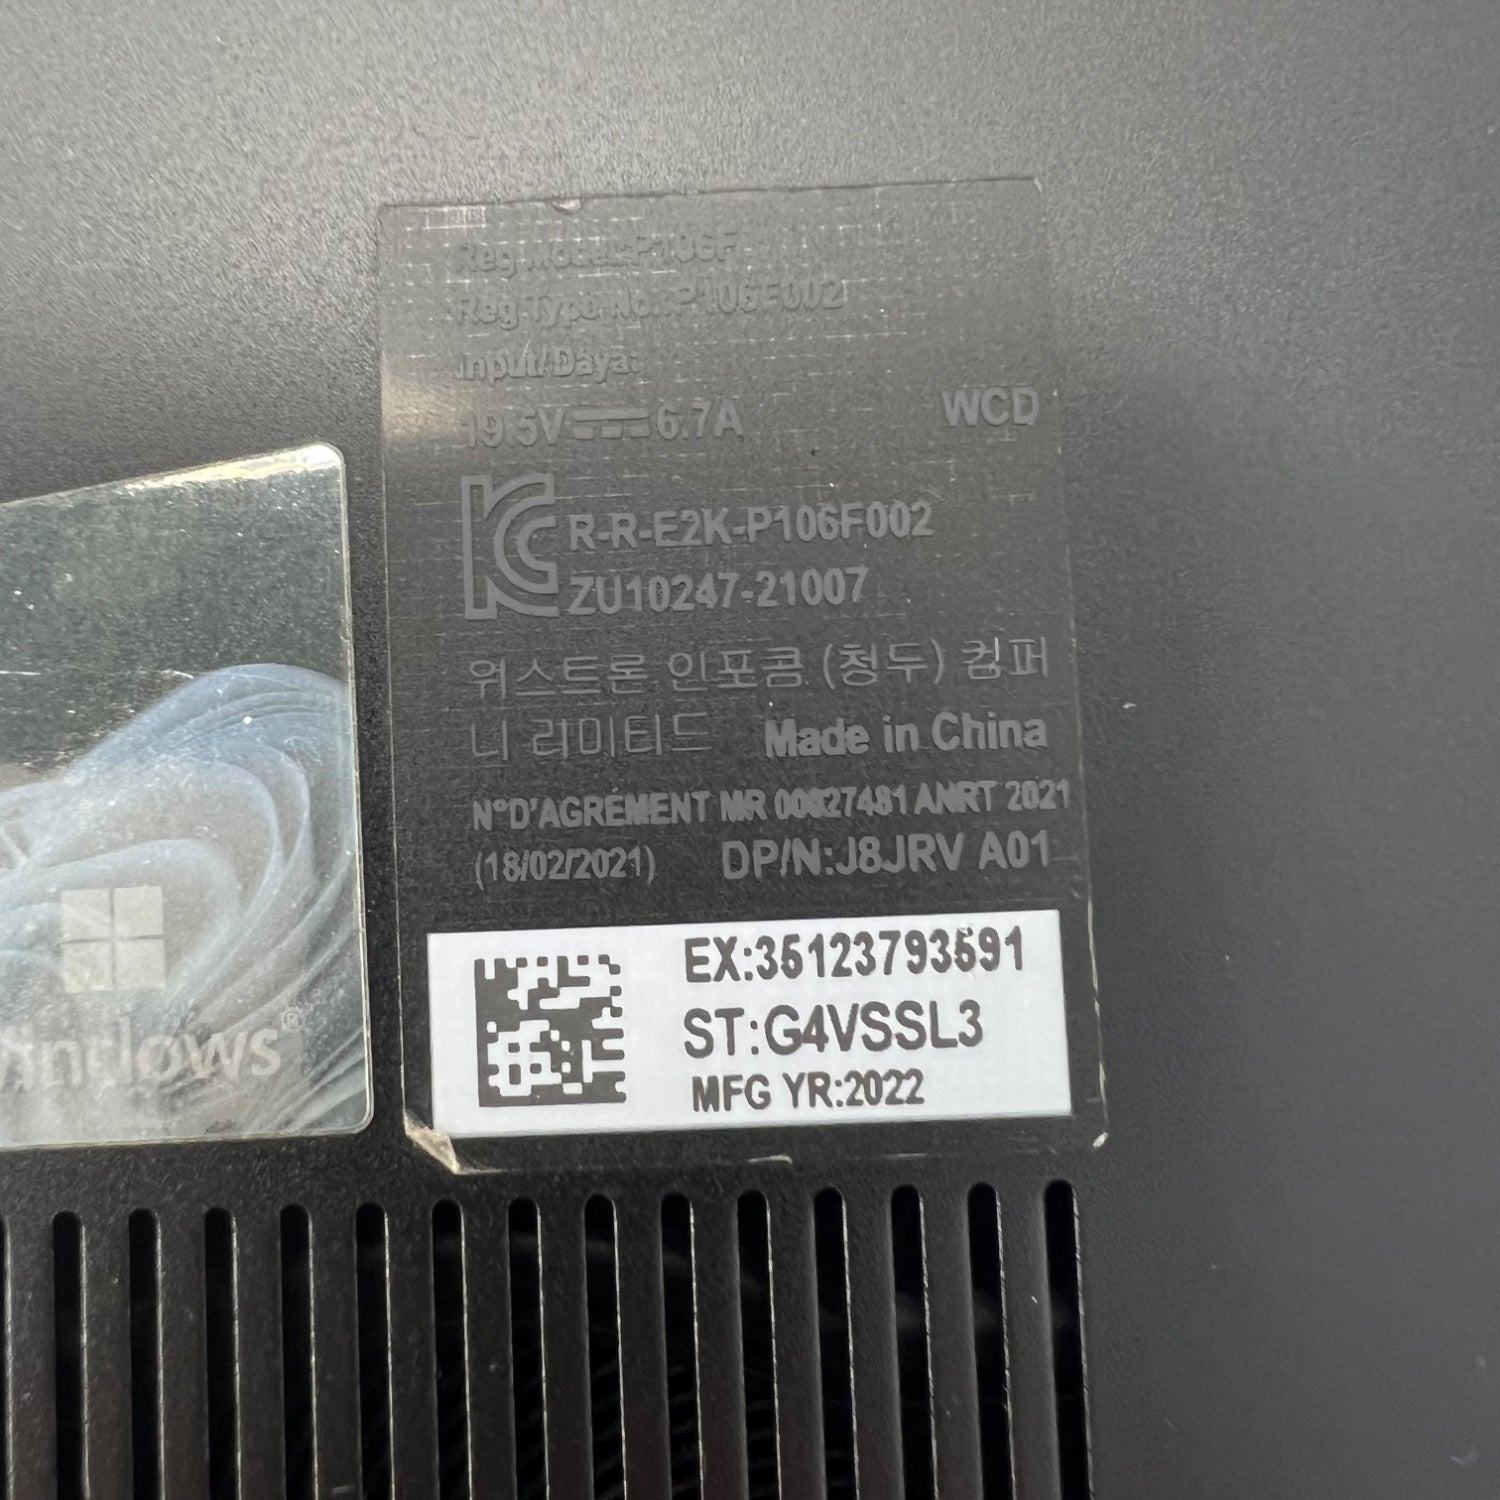 Reg Model:P106F
Reg Type No.:P106F002
Input/Daya:
19.5V 6.7A WCD
R-R-E2K-P106F002
ZU10247-21007
위스트론 인포콤 (청두) 컴퍼
니 리미티드 Made in China
N°D'AGREMENT MR 00027481 ANRT 2021
(18/02/2021) DP/N:J8JRV A01
EX:35123793591
ST:G4VSSL3
MFG YR:2022
Windows®